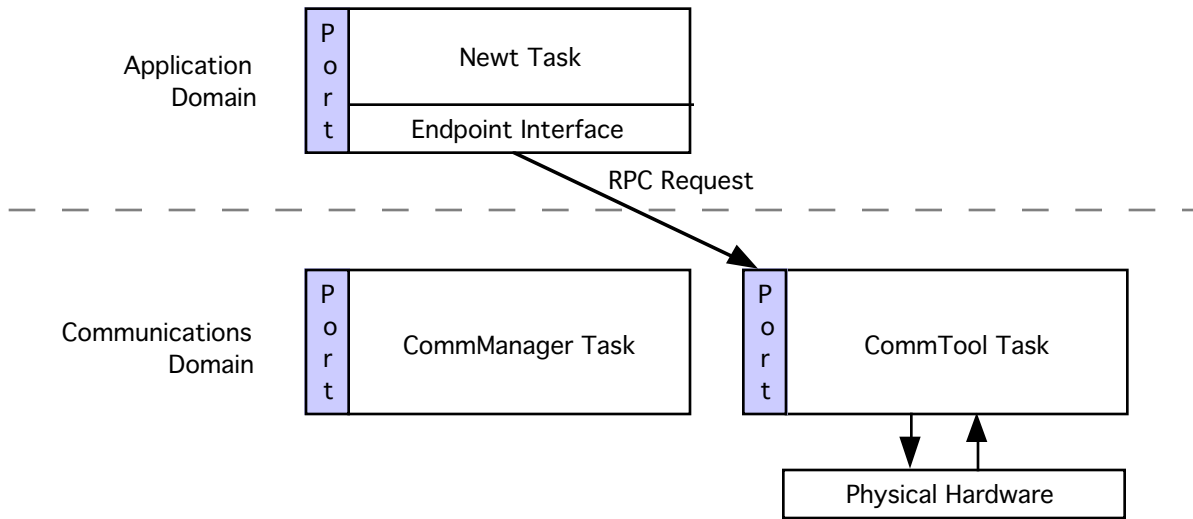 Application
Domain
P
o
r
t
Newt Task
Endpoint Interface
RPC Request
Communications
Domain
P
o
r
t
CommManager Task
P
o
r
t
CommTool Task
Physical Hardware